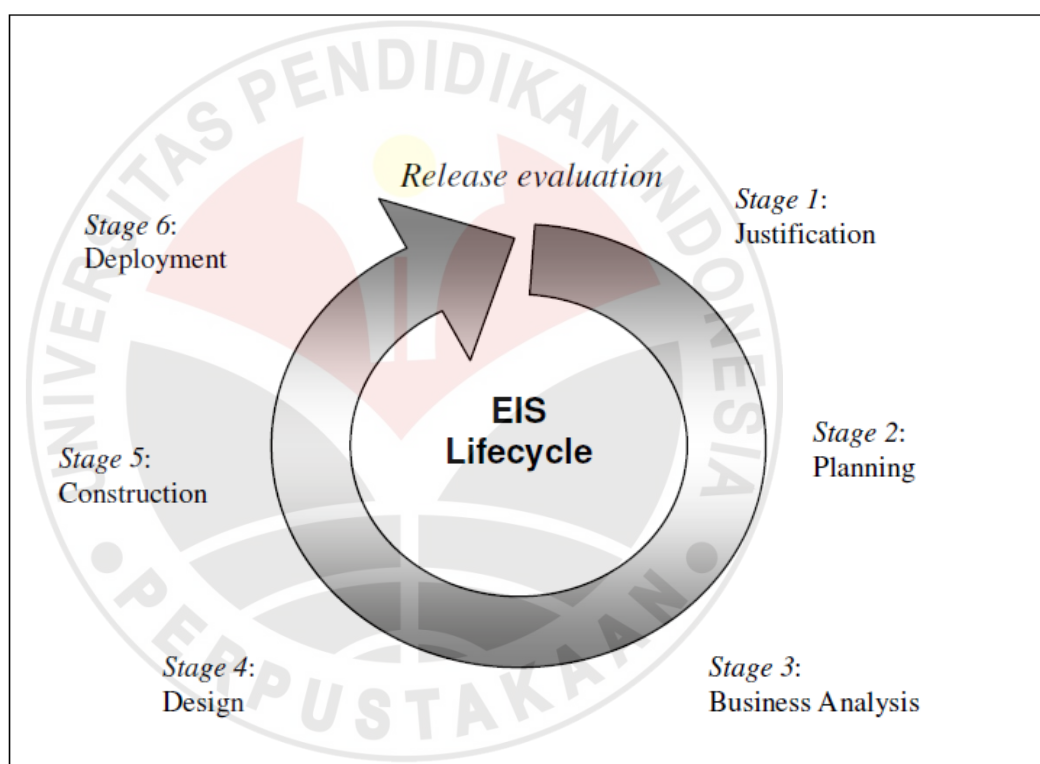 UNIVERSITAS PENDIDIKAN INDONESIA
PERPUSTAKAAN
Release evaluation
Stage 1:
Justification
Stage 2:
Planning
Stage 3:
Business Analysis
Stage 4:
Design
Stage 5:
Construction
Stage 6:
Deployment
EIS
Lifecycle